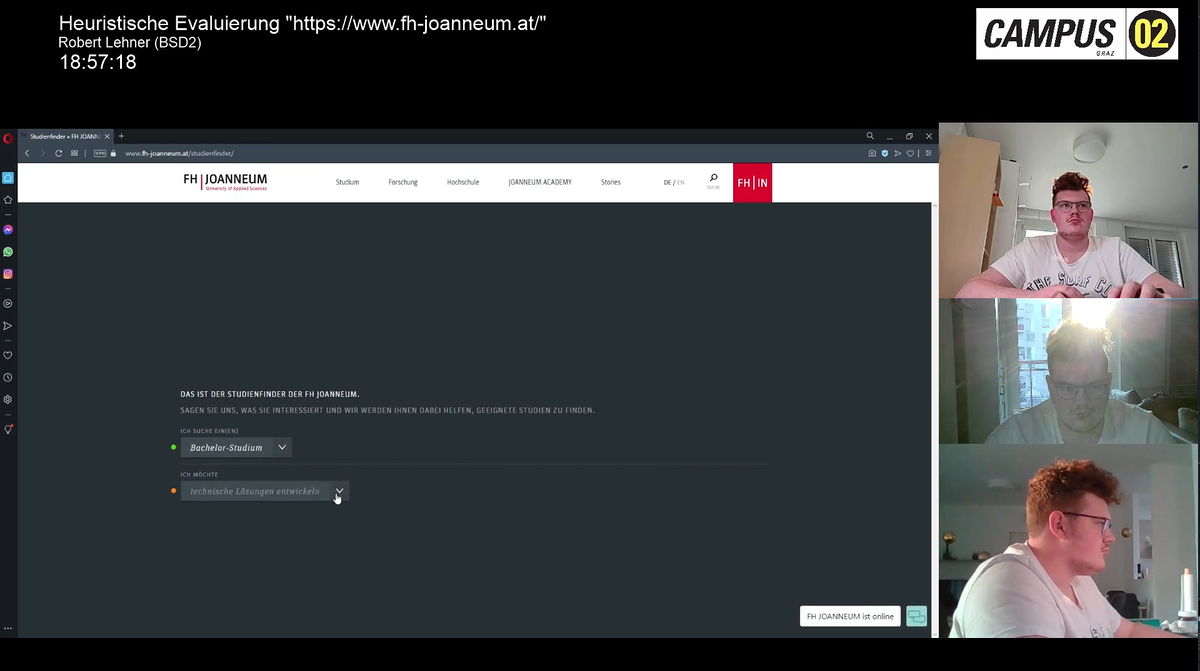 Heuristische Evaluierung "https://www.fh-joanneum.at/"
Robert Lehner (BSD2)
18:57:18
CAMPUS 02
GRAZ
Studienfinder » FH JOANN
VPN www.fh-joanneum.at/studienfinder/
FH JOANNEUM
University of Applied Sciences
Studium Forschung Hochschule JOANNEUM ACADEMY Stories DE / EN SUCHE FH IN
DAS IST DER STUDIENFINDER DER FH JOANNEUM.
SAGEN SIE UNS, WAS SIE INTERESSIERT UND WIR WERDEN IHNEN DABEI HELFEN, GEEIGNETE STUDIEN ZU FINDEN.
ICH SUCHE EIN(EN)
Bachelor-Studium
ICH MÖCHTE
technische Lösungen entwickeln
FH JOANNEUM ist online
THE SURF CO